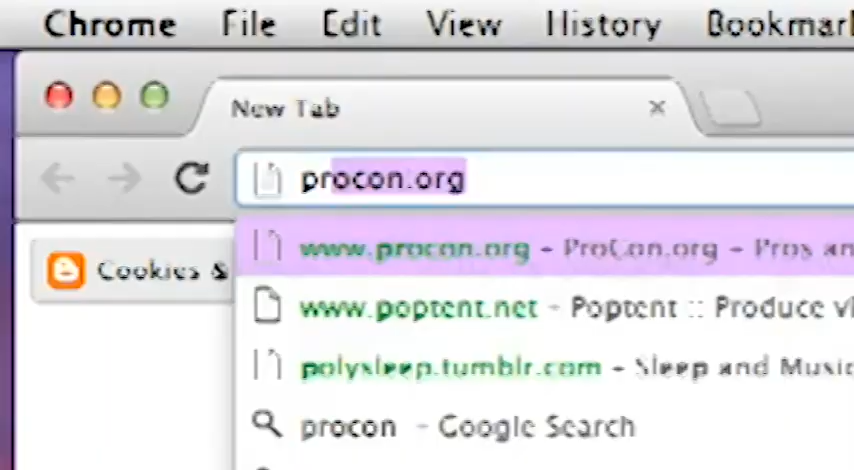 Chrome File Edit View History Bookmar
New Tab
procon.org
www.procon.org - ProCon.org - Pros an
Cookies &
www.poptent.net - Poptent :: Produce vi
polysleep.tumblr.com - Sleep and Music
procon - Google Search